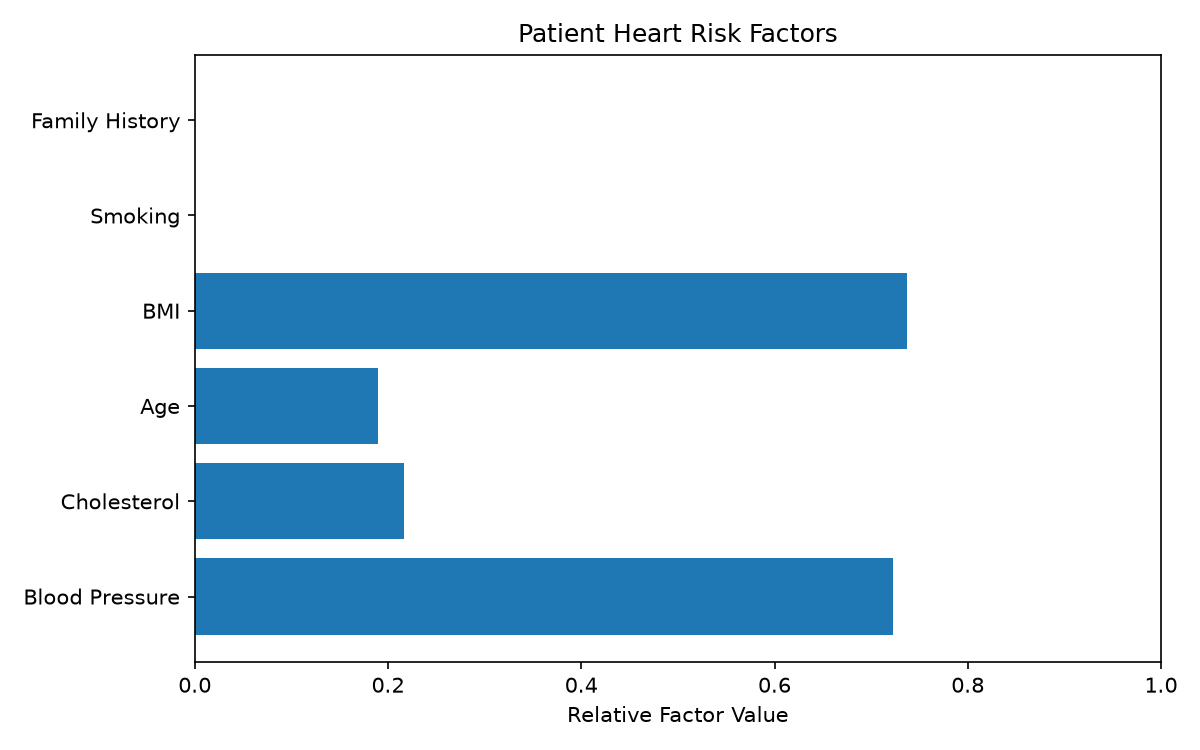 Patient Heart Risk Factors
Family History
Smoking
BMI
Age
Cholesterol
Blood Pressure
0.0 0.2 0.4 0.6 0.8 1.0
Relative Factor Value